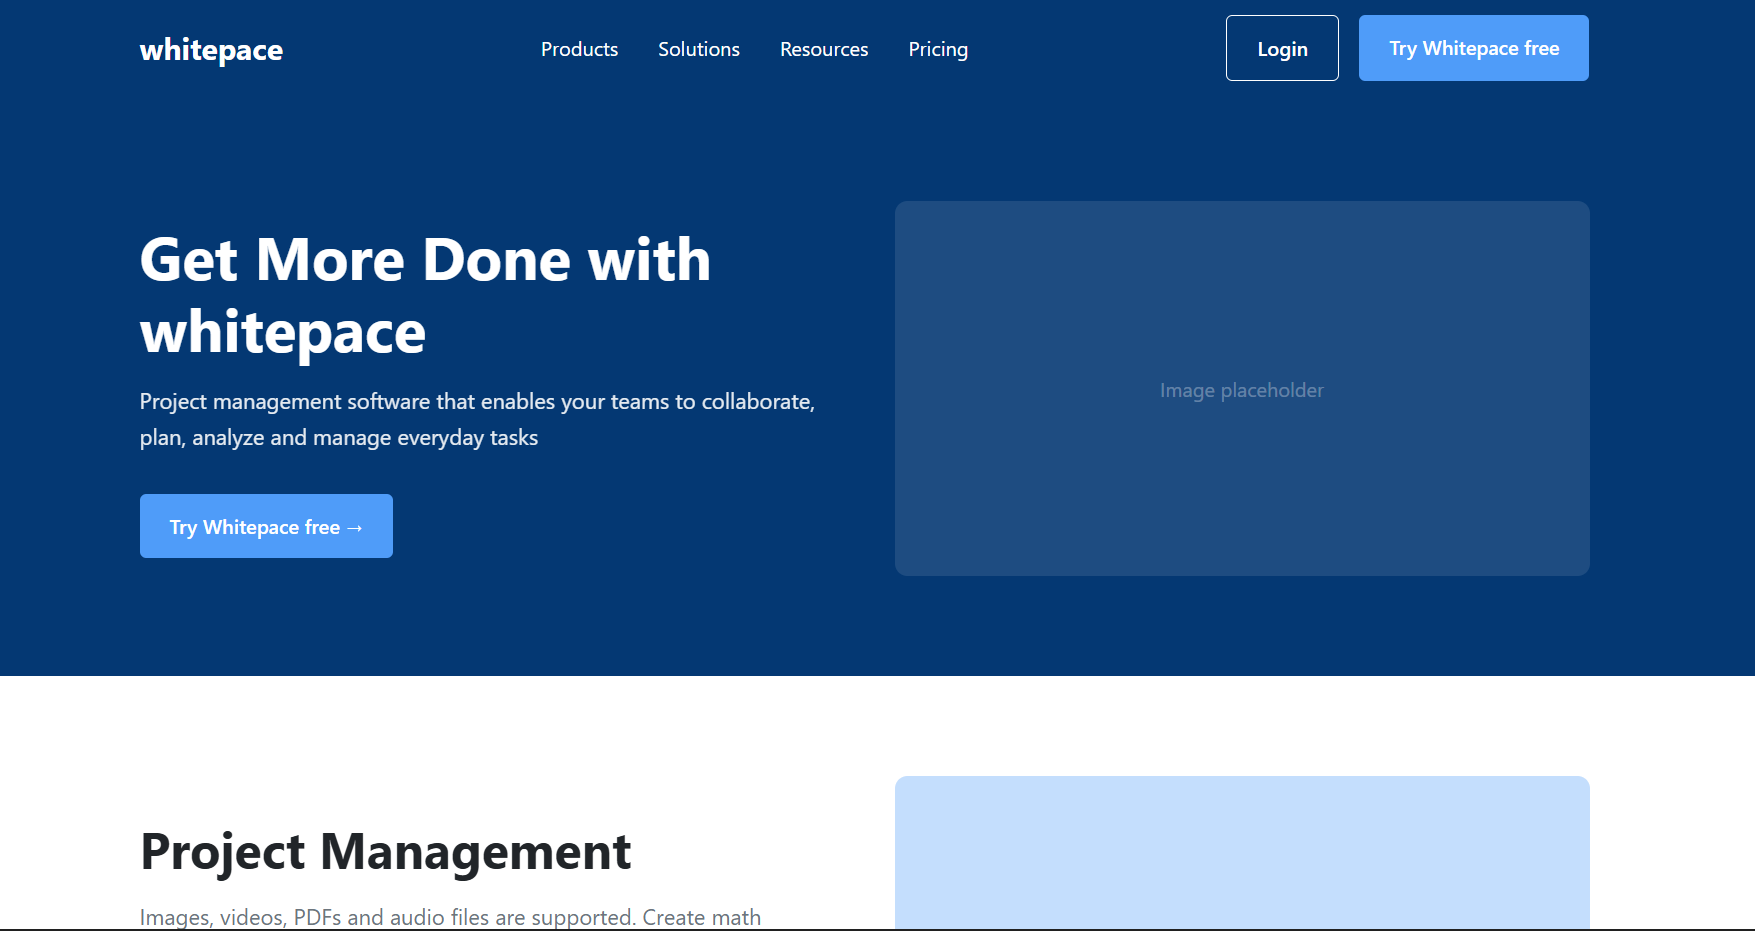 whitepace
Products
Solutions
Resources
Pricing
Login
Try Whitepace free
Get More Done with
whitepace
Project management software that enables your teams to collaborate,
plan, analyze and manage everyday tasks
Try Whitepace free →
Image placeholder
Project Management
Images, videos, PDFs and audio files are supported. Create math